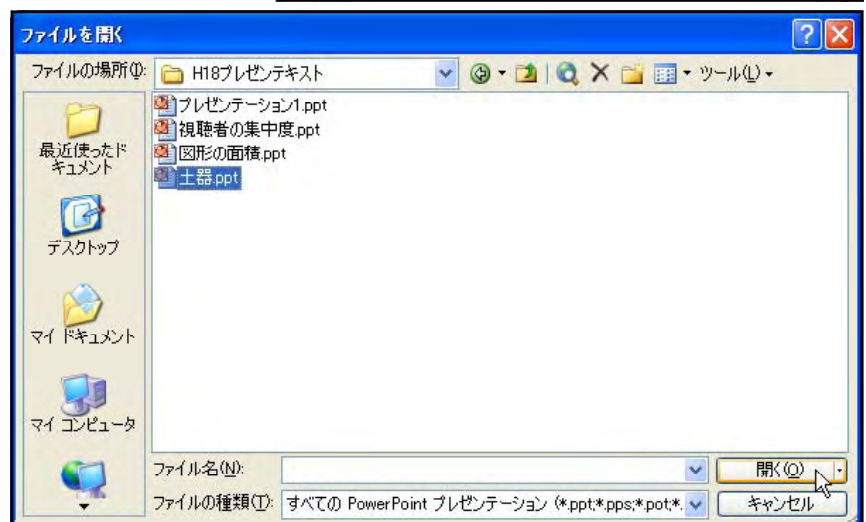 ファイルを開く
ファイルの場所(I):
H18プレゼンテキスト
ツール(L)
プレゼンテーション1.ppt
視聴者の集中度.ppt
図形の面積.ppt
土器.ppt
最近使ったド
キュメント
デスクトップ
マイ ドキュメント
マイ コンピュータ
ファイル名(N):
開く(O)
ファイルの種類(T):
すべての PowerPoint プレゼンテーション (*.ppt;*.pps;*.pot;*.
キャンセル